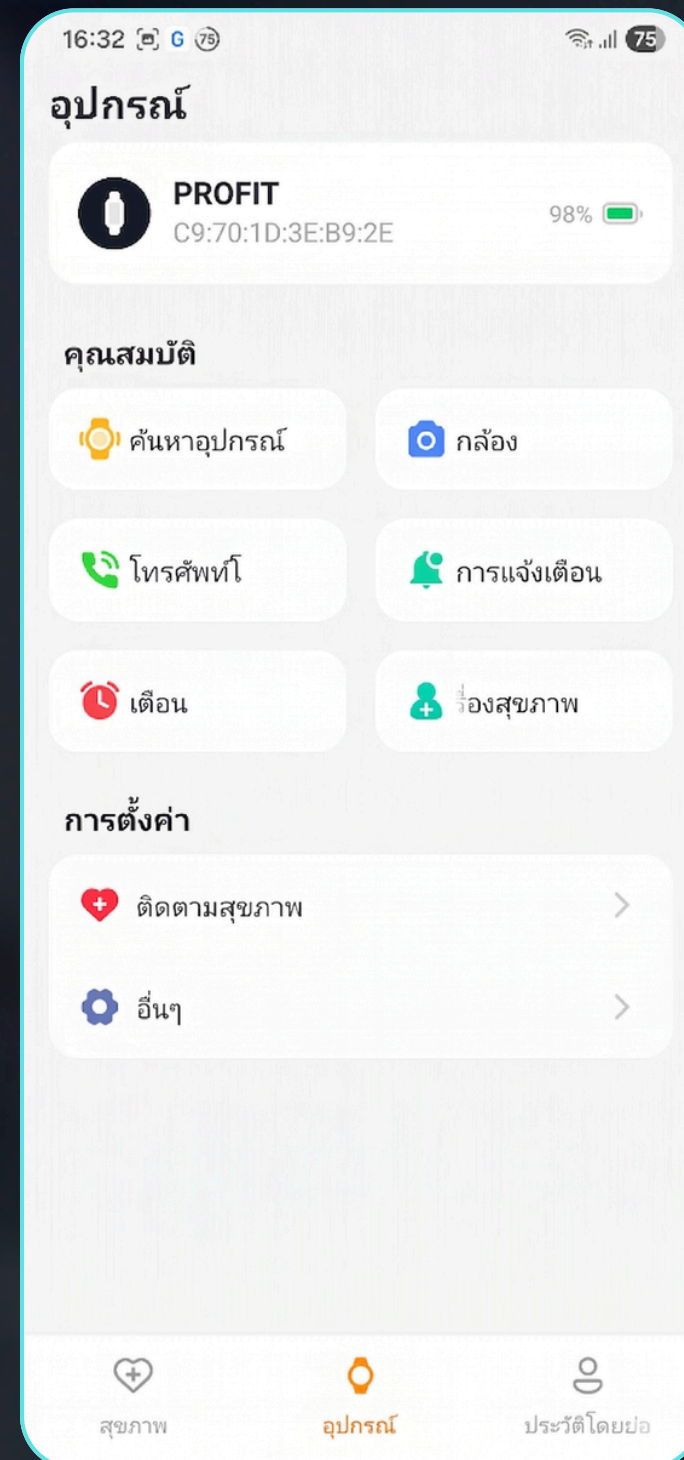 16:32 G 75 75
อุปกรณ์
PROFIT
C9:70:1D:3E:B9:2E
98%
คุณสมบัติ
ค้นหาอุปกรณ์
กล้อง
โทรศัพท์โ
การแจ้งเตือน
เตือน
รื่องสุขภาพ
การตั้งค่า
ติดตามสุขภาพ
อื่นๆ
สุขภาพ
อุปกรณ์
ประวัติโดยย่อ